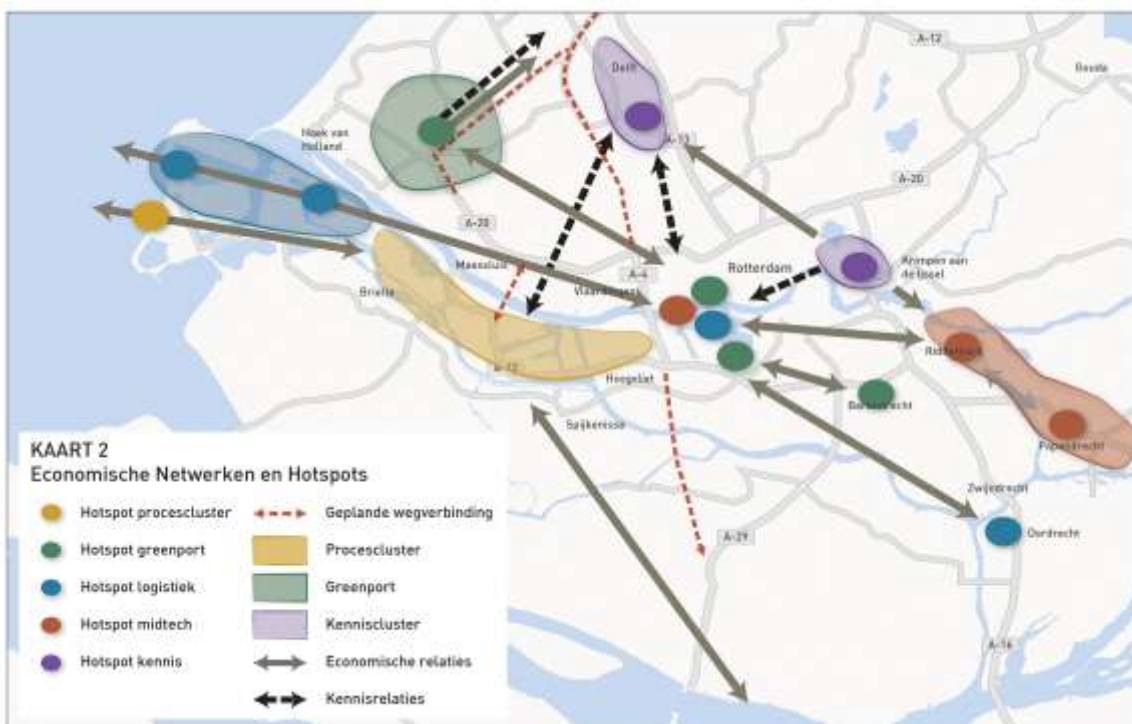 A-12
Gouda
Delft
A-13
Hoek van
Holland
A-20
A-20
Krimpen aan
de IJssel
Rotterdam
A-4
Maassluis
Vlaardingen
Brielle
Ridderkerk
Hoogvliet
Barendrecht
Spijkenisse
Papendrecht
Zwijndrecht
Dordrecht
A-29
A-16
KAART 2
Economische Netwerken en Hotspots
Hotspot procescluster
Geplande wegverbinding
Hotspot greenport
Procescluster
Hotspot logistiek
Greenport
Hotspot midtech
Kenniscluster
Hotspot kennis
Economische relaties
Kennisrelaties